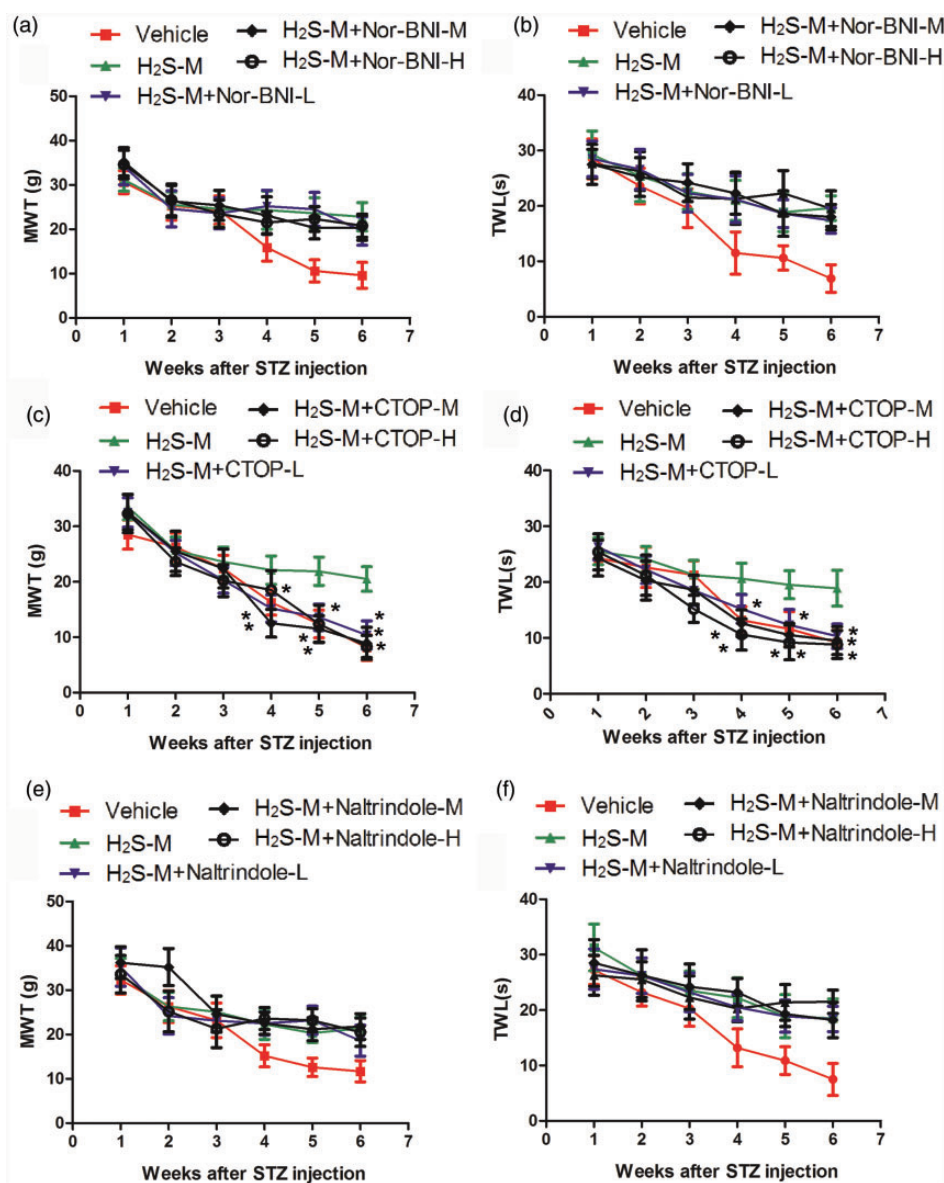 (a)
Vehicle
H₂S-M+Nor-BNI-M
H₂S-M
H₂S-M+Nor-BNI-H
H₂S-M+Nor-BNI-L
MWT (g)
50
40
30
20
10
0
0 1 2 3 4 5 6 7
Weeks after STZ injection
(b)
Vehicle
H₂S-M+Nor-BNI-M
H₂S-M
H₂S-M+Nor-BNI-H
H₂S-M+Nor-BNI-L
TWL(s)
40
30
20
10
0
0 1 2 3 4 5 6 7
Weeks after STZ injection
(c)
Vehicle
H₂S-M+CTOP-M
H₂S-M
H₂S-M+CTOP-H
H₂S-M+CTOP-L
MWT (g)
40
30
20
10
0
* * * * * * * * *
0 1 2 3 4 5 6 7
Weeks after STZ injection
(d)
Vehicle
H₂S-M+CTOP-M
H₂S-M
H₂S-M+CTOP-H
H₂S-M+CTOP-L
TWL(s)
40
30
20
10
0
* * * * * * * * *
0 1 2 3 4 5 6 7
Weeks after STZ injection
(e)
Vehicle
H₂S-M+Naltrindole-M
H₂S-M
H₂S-M+Naltrindole-H
H₂S-M+Naltrindole-L
MWT (g)
50
40
30
20
10
0
0 1 2 3 4 5 6 7
Weeks after STZ injection
(f)
Vehicle
H₂S-M+Naltrindole-M
H₂S-M
H₂S-M+Naltrindole-H
H₂S-M+Naltrindole-L
TWL(s)
40
30
20
10
0
0 1 2 3 4 5 6 7
Weeks after STZ injection